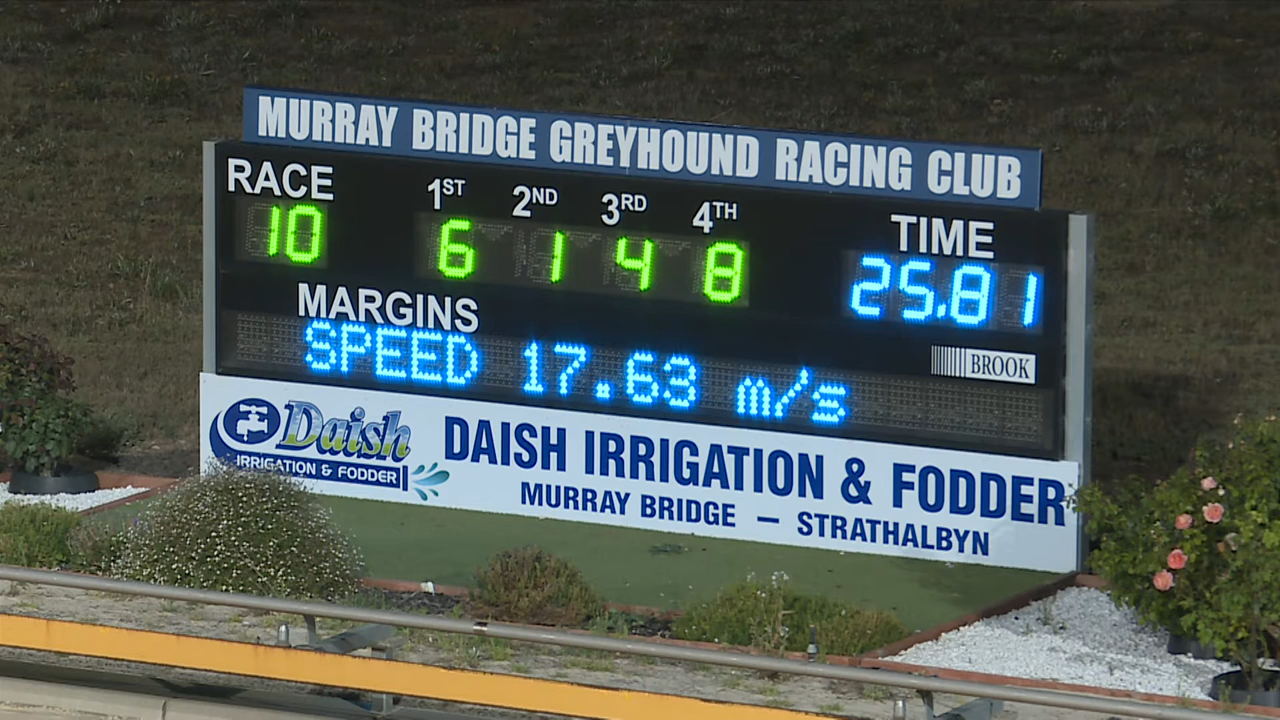 MURRAY BRIDGE GREYHOUND RACING CLUB
RACE 1ST 2ND 3RD 4TH TIME
10 6 1 4 8 25.81
MARGINS
SPEED 17.63 m/s
BROOK
Daish
IRRIGATION & FODDER
DAISH IRRIGATION & FODDER
MURRAY BRIDGE – STRATHALBYN